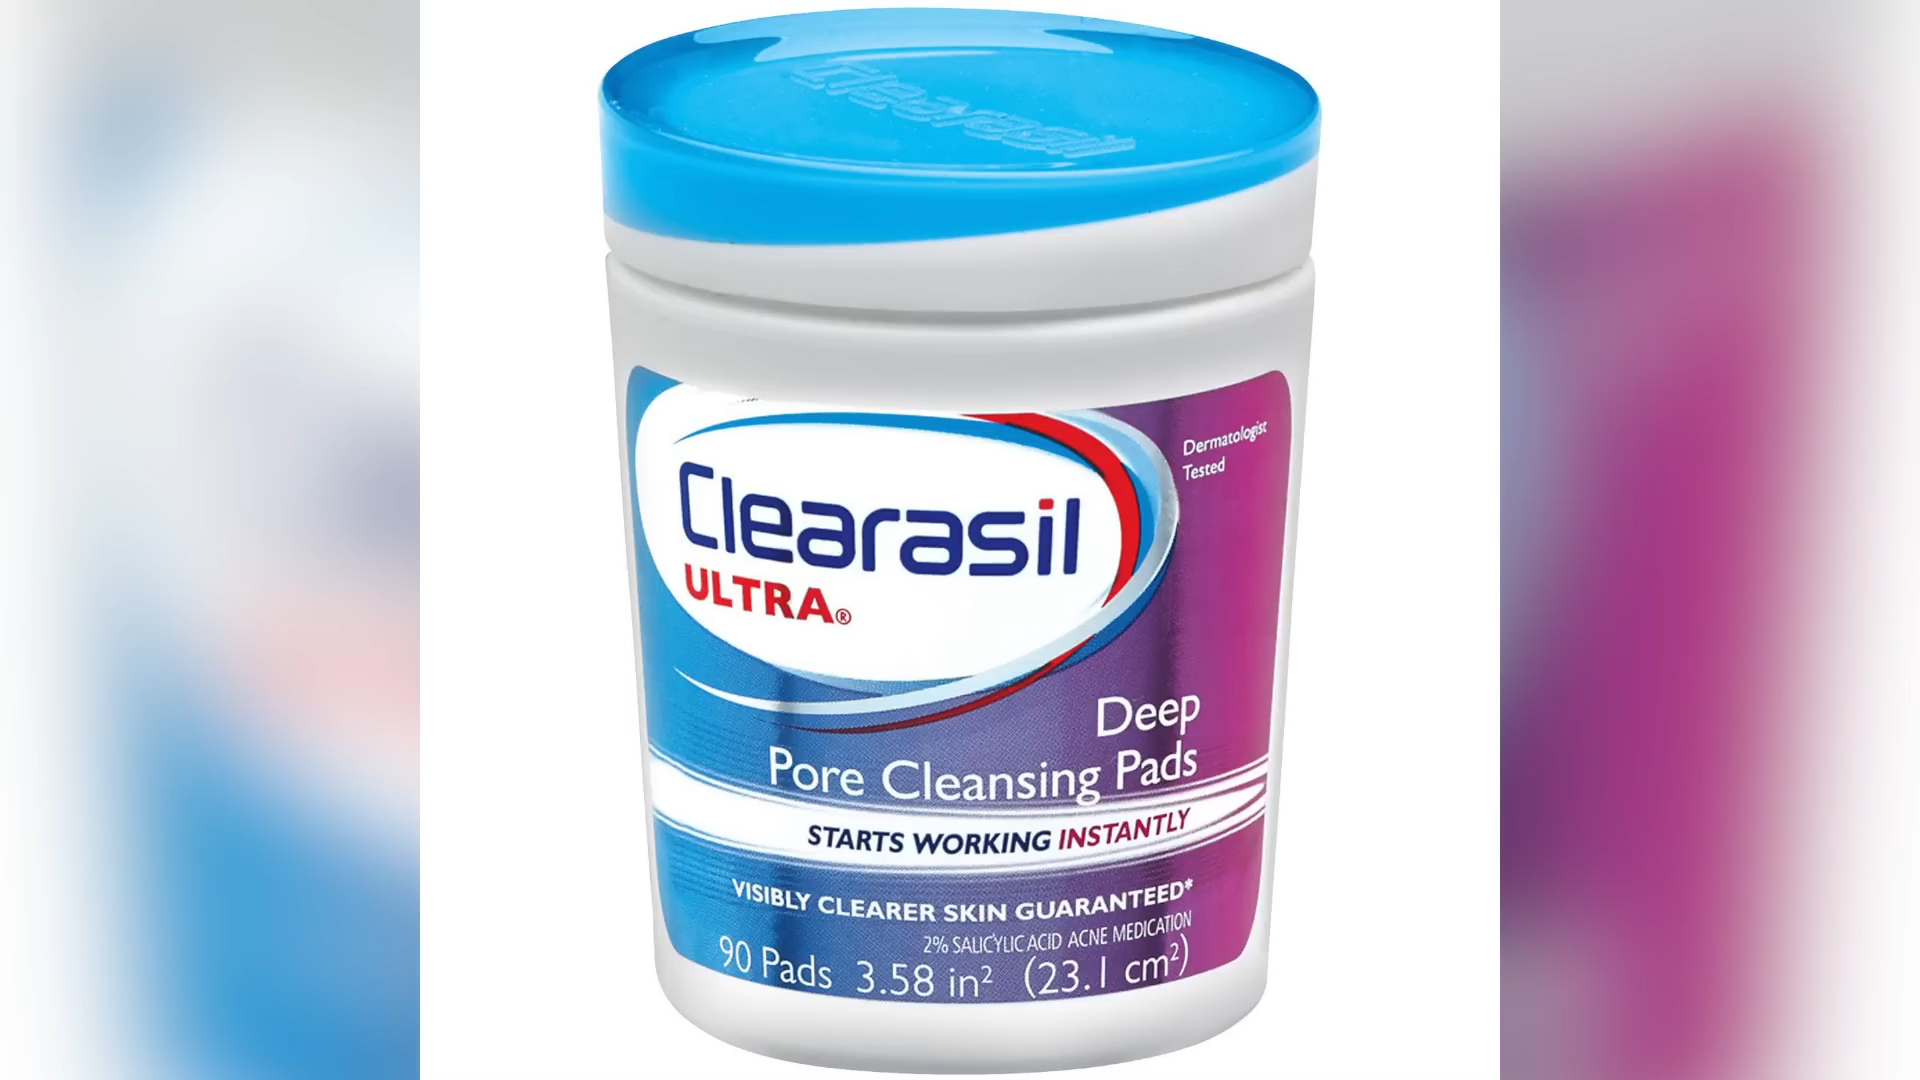 Clearasil
Clearasil
ULTRA®
Dermatologist
Tested
Deep
Pore Cleansing Pads
STARTS WORKING INSTANTLY
VISIBLY CLEARER SKIN GUARANTEED*
2% SALICYLIC ACID ACNE MEDICATION
90 Pads 3.58 in² (23.1 cm²)